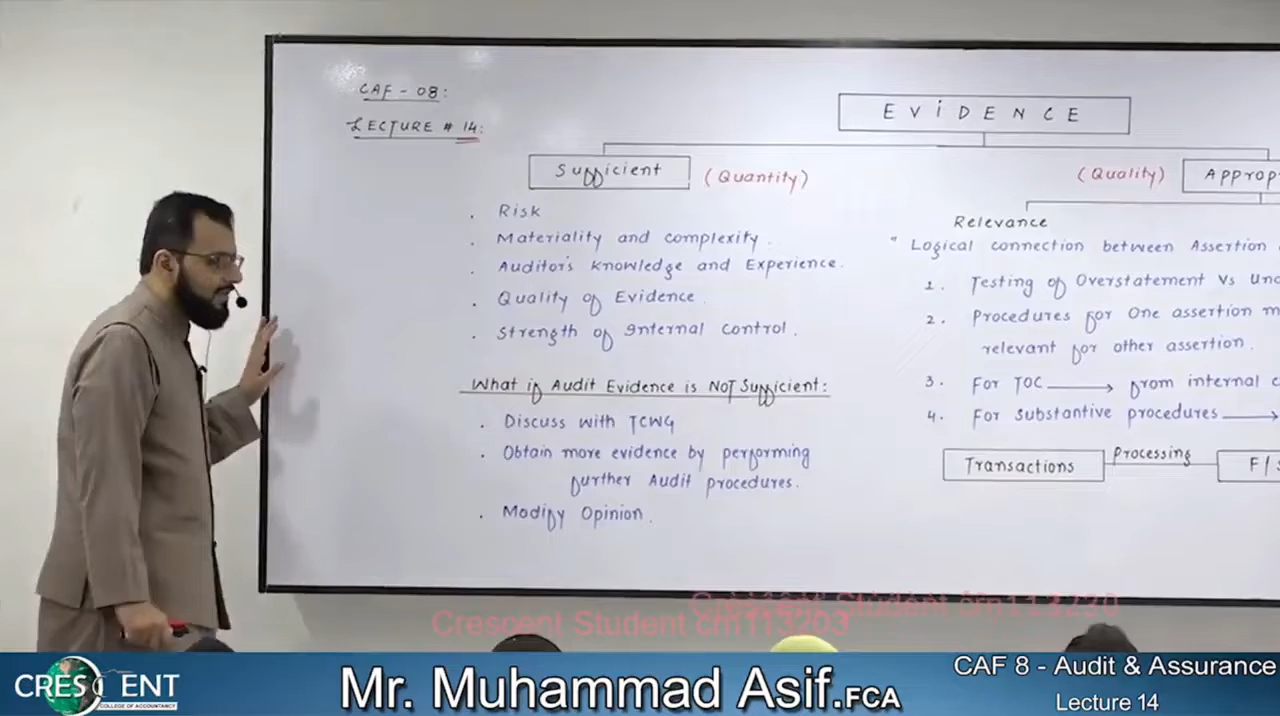 CAF - 08:
LECTURE # 14:
EVIDENCE
Sufficient (Quantity)
. Risk
. Materiality and complexity.
. Auditor's Knowledge and Experience.
. Quality of Evidence.
. Strength of Internal Control.
What if Audit Evidence is NOT Sufficient:
. Discuss with TCWG
. Obtain more evidence by performing
further Audit procedures.
. Modify Opinion.
(Quality) Approp
Relevance
" Logical connection between Assertion
1. Testing of Overstatement Vs Und
2. Procedures for One assertion m
relevant for other assertion.
3. For TOC → from internal c
4. For Substantive procedures →
Transactions Processing F/S
Crescent Student cm113203
CRESCENT
COLLEGE OF ACCOUNTANCY
Mr. Muhammad Asif.FCA
CAF 8 - Audit & Assurance
Lecture 14